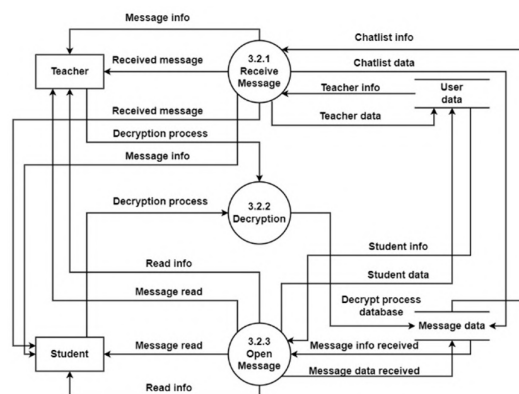 Message info
Chatlist info
Teacher
Received message
3.2.1
Receive
Message
Chatlist data
Teacher info
User
data
Received message
Teacher data
Decryption process
Message info
Decryption process
3.2.2
Decryption
Student info
Read info
Student data
Message read
Decrypt process
database
Message data
Student
Message read
3.2.3
Open
Message
Message info received
Message data received
Read info